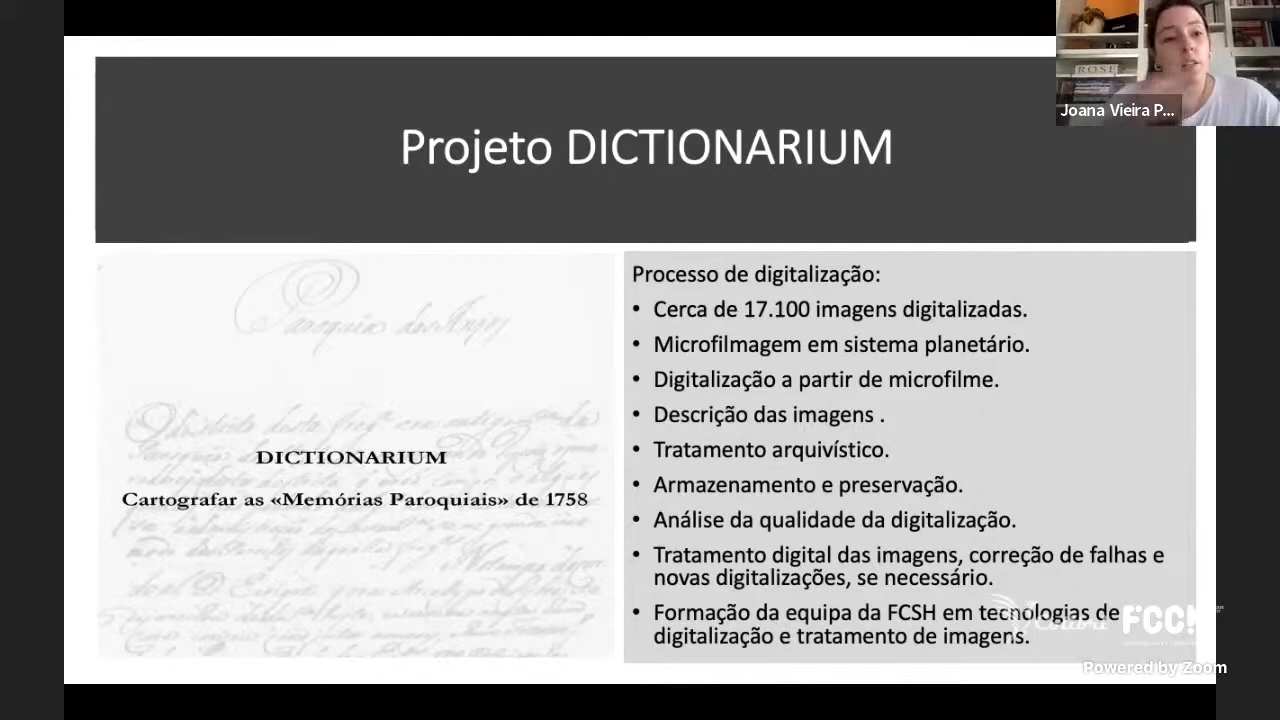 ROSE
Joana Vieira P...
Projeto DICTIONARIUM
DICTIONARIUM
Cartografar as «Memórias Paroquiais» de 1758
Processo de digitalização:
• Cerca de 17.100 imagens digitalizadas.
• Microfilmagem em sistema planetário.
• Digitalização a partir de microfilme.
• Descrição das imagens .
• Tratamento arquivístico.
• Armazenamento e preservação.
• Análise da qualidade da digitalização.
• Tratamento digital das imagens, correção de falhas e
novas digitalizações, se necessário.
• Formação da equipa da FCSH em tecnologias de
digitalização e tratamento de imagens.
Powered by Zoom